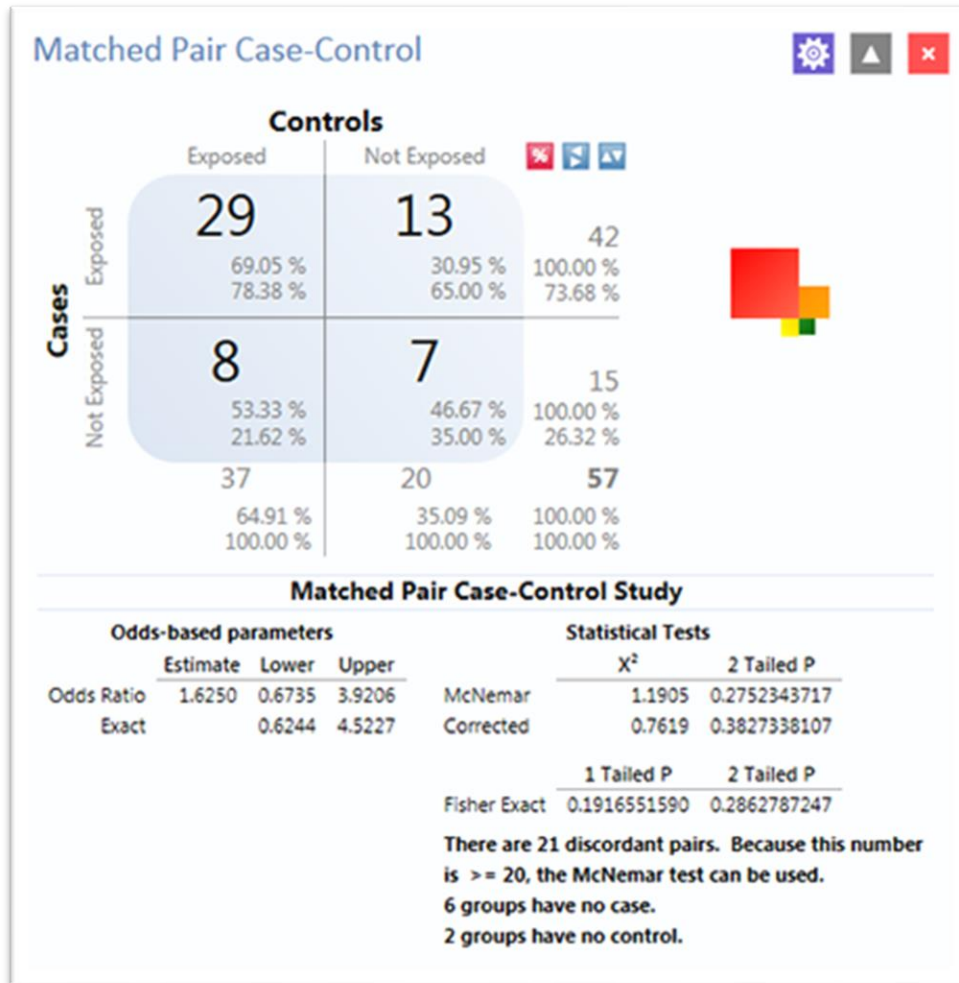 Matched Pair Case-Control
Controls
Exposed Not Exposed %
Cases
Exposed
29 13 42
69.05 % 30.95 % 100.00 %
78.38 % 65.00 % 73.68 %
Not Exposed
8 7 15
53.33 % 46.67 % 100.00 %
21.62 % 35.00 % 26.32 %
37 20 57
64.91 % 35.09 % 100.00 %
100.00 % 100.00 % 100.00 %
Matched Pair Case-Control Study
Odds-based parameters Statistical Tests
Estimate Lower Upper X² 2 Tailed P
Odds Ratio 1.6250 0.6735 3.9206 McNemar 1.1905 0.2752343717
Exact 0.6244 4.5227 Corrected 0.7619 0.3827338107
1 Tailed P 2 Tailed P
Fisher Exact 0.1916551590 0.2862787247
There are 21 discordant pairs. Because this number
is >= 20, the McNemar test can be used.
6 groups have no case.
2 groups have no control.